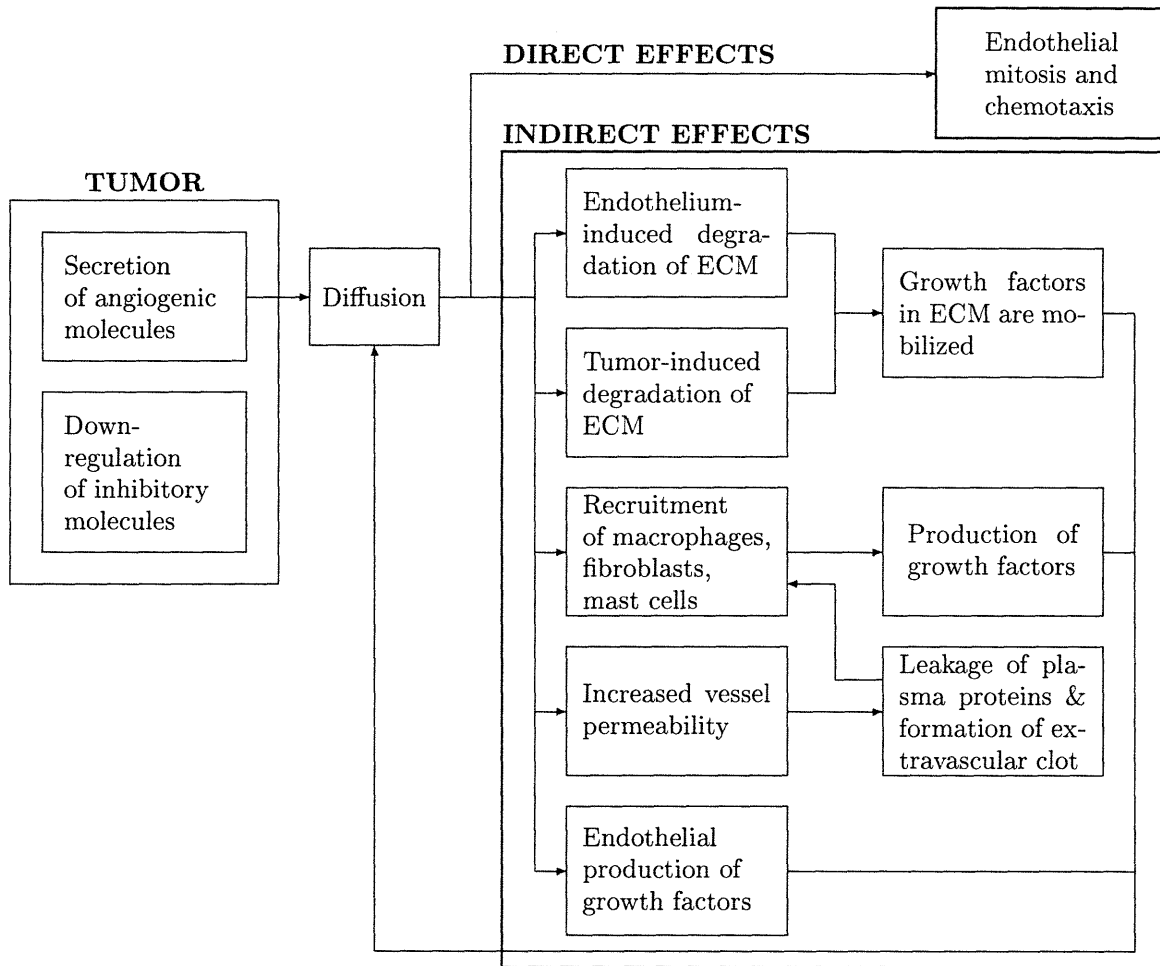 DIRECT EFFECTS
Endothelial
mitosis and
chemotaxis
INDIRECT EFFECTS
TUMOR
Secretion
of angiogenic
molecules
Down-
regulation
of inhibitory
molecules
Diffusion
Endothelium-
induced degra-
dation of ECM
Tumor-induced
degradation of
ECM
Growth factors
in ECM are mo-
bilized
Recruitment
of macrophages,
fibroblasts,
mast cells
Production of
growth factors
Increased vessel
permeability
Leakage of pla-
sma proteins &
formation of ex-
travascular clot
Endothelial
production of
growth factors